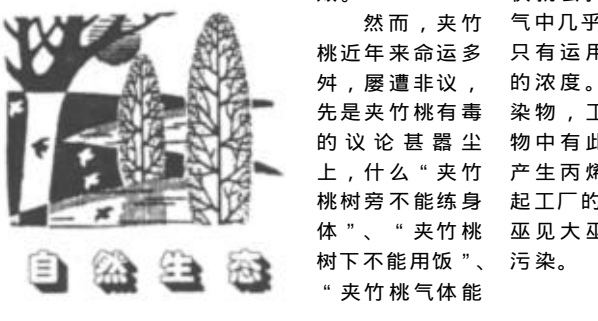 自然生态
然而，夹竹
桃近年来命运多
舛，屡遭非议，
先是夹竹桃有毒
的议论甚嚣尘
上，什么“夹竹
桃树旁不能练身
体”、“夹竹桃
树下不能用饭”、
“夹竹桃气体能
气中几乎
只有运用
的浓度。
染物，工
物中有此
产生丙烯
起工厂的
巫见大巫
污染。